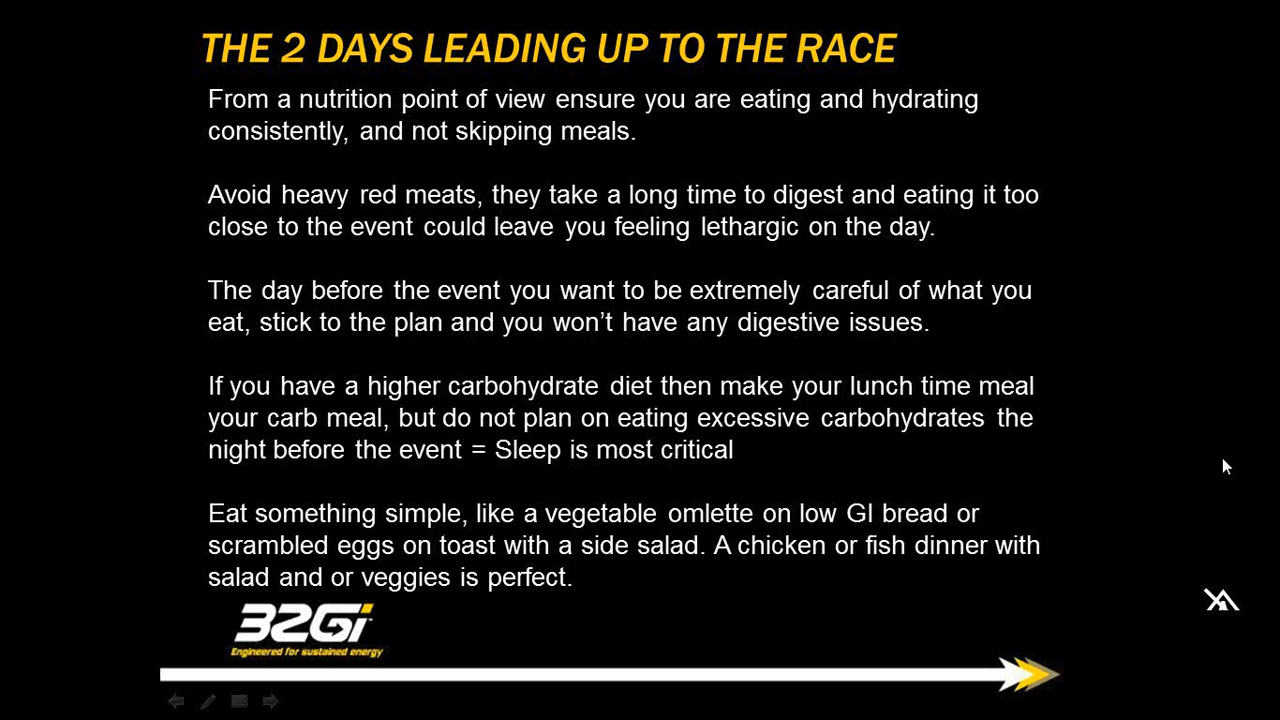 THE 2 DAYS LEADING UP TO THE RACE
From a nutrition point of view ensure you are eating and hydrating
consistently, and not skipping meals.
Avoid heavy red meats, they take a long time to digest and eating it too
close to the event could leave you feeling lethargic on the day.
The day before the event you want to be extremely careful of what you
eat, stick to the plan and you won’t have any digestive issues.
If you have a higher carbohydrate diet then make your lunch time meal
your carb meal, but do not plan on eating excessive carbohydrates the
night before the event = Sleep is most critical
Eat something simple, like a vegetable omlette on low GI bread or
scrambled eggs on toast with a side salad. A chicken or fish dinner with
salad and or veggies is perfect.
32Gi
Engineered for sustained energy